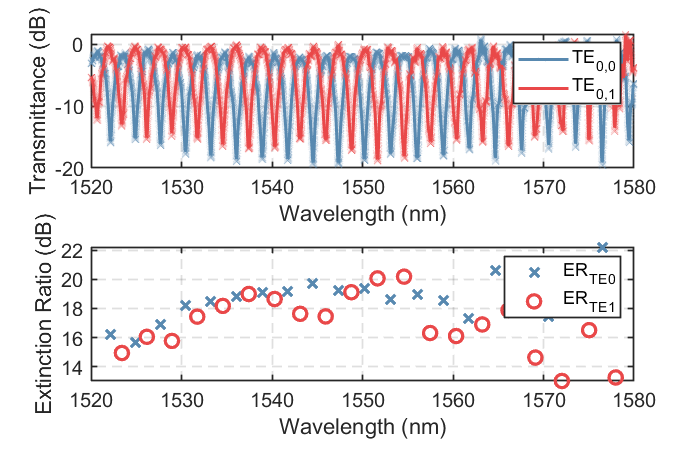 Transmittance (dB)
0
-10
-20
TE0,0
TE0,1
1520 1530 1540 1550 1560 1570 1580
Wavelength (nm)
Extinction Ratio (dB)
22
20
18
16
14
ERTE0
ERTE1
1520 1530 1540 1550 1560 1570 1580
Wavelength (nm)